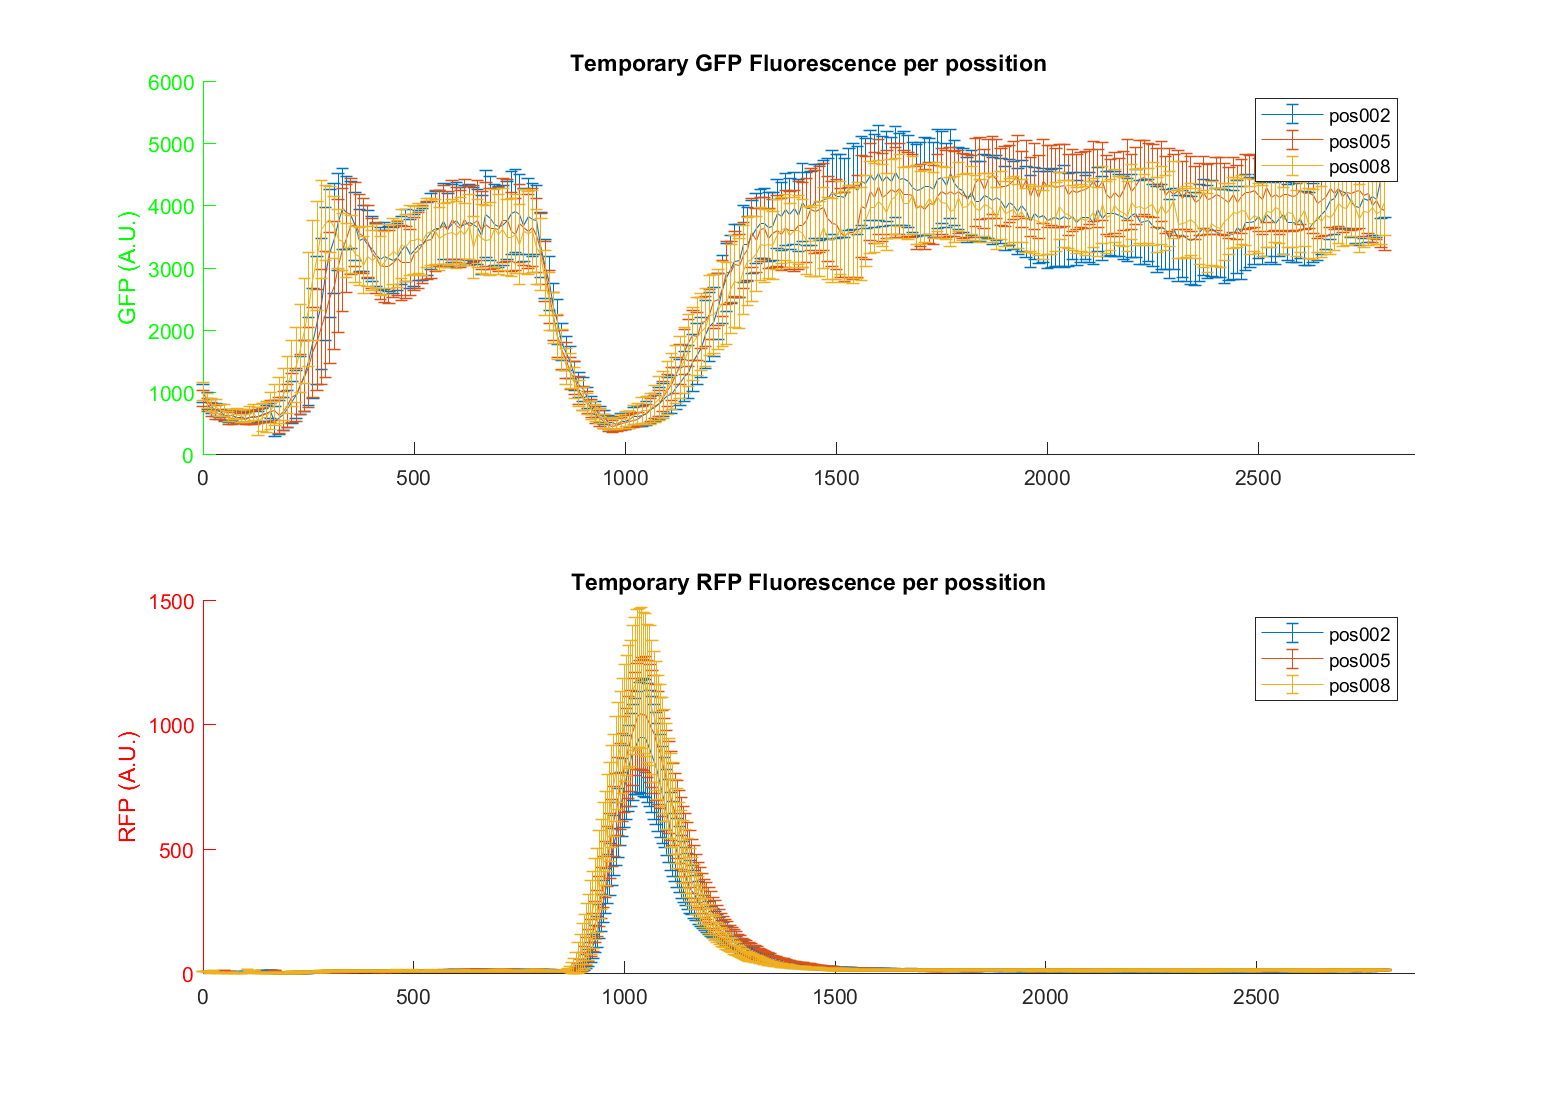 Temporary GFP Fluorescence per possition
GFP (A.U.)
6000
5000
4000
3000
2000
1000
0
0 500 1000 1500 2000 2500
pos002
pos005
pos008
Temporary RFP Fluorescence per possition
RFP (A.U.)
1500
1000
500
0
0 500 1000 1500 2000 2500
pos002
pos005
pos008